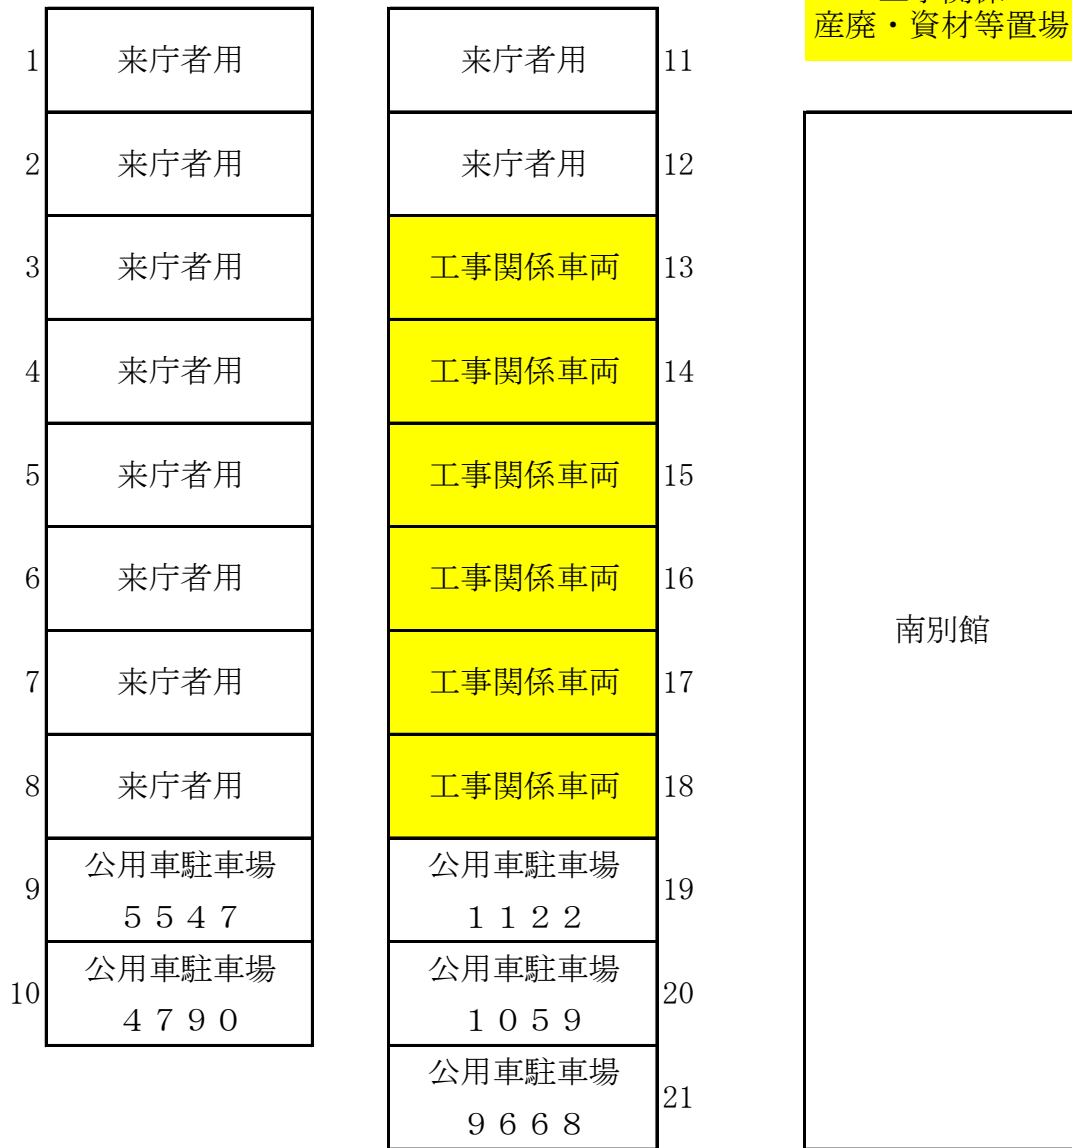 産廃・資材等置場
1 来庁者用 来庁者用 11
2 来庁者用 来庁者用 12
3 来庁者用 工事関係車両 13
4 来庁者用 工事関係車両 14
5 来庁者用 工事関係車両 15
6 来庁者用 工事関係車両 16
7 来庁者用 工事関係車両 17
8 来庁者用 工事関係車両 18
9 公用車駐車場 公用車駐車場 19
５５４７ １１２２
10 公用車駐車場 公用車駐車場 20
４７９０ １０５９
公用車駐車場 21
９６６８
南別館